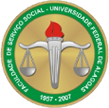 FACULDADE DE SERVIÇO SOCIAL - UNIVERSIDADE FEDERAL DE ALAGOAS
1957 - 2007